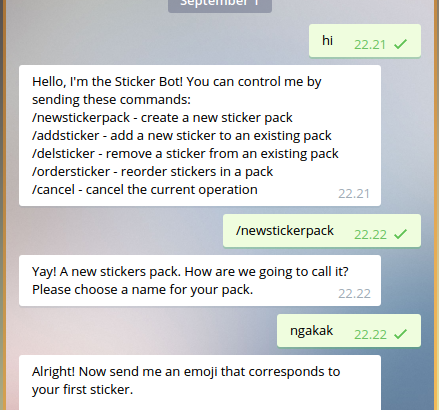 September 1
hi
22.21
Hello, I'm the Sticker Bot! You can control me by
sending these commands:
/newstickerpack - create a new sticker pack
/addsticker - add a new sticker to an existing pack
/delsticker - remove a sticker from an existing pack
/ordersticker - reorder stickers in a pack
/cancel - cancel the current operation
22.21
/newstickerpack
22.22
Yay! A new stickers pack. How are we going to call it?
Please choose a name for your pack.
22.22
ngakak
22.22
Alright! Now send me an emoji that corresponds to
your first sticker.